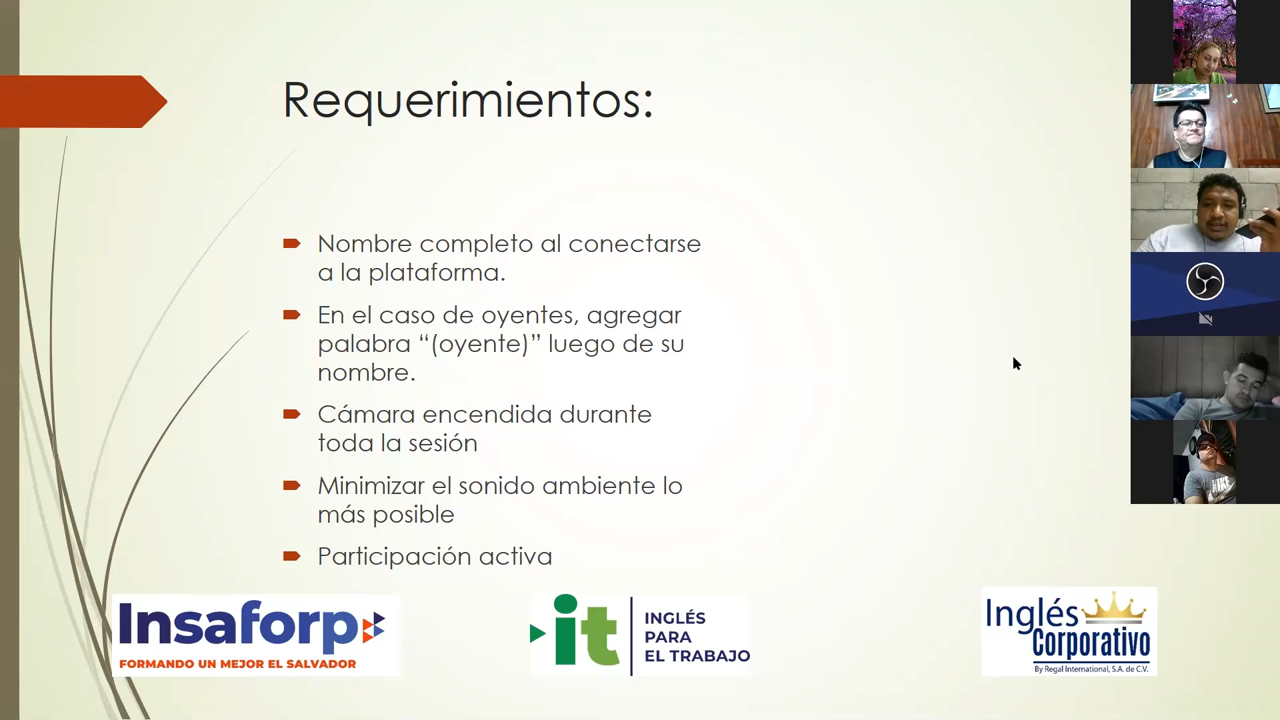 Requerimientos:
Nombre completo al conectarse
a la plataforma.
En el caso de oyentes, agregar
palabra “(oyente)” luego de su
nombre.
Cámara encendida durante
toda la sesión
Minimizar el sonido ambiente lo
más posible
Participación activa
Insaforp
FORMANDO UN MEJOR EL SALVADOR
it
INGLÉS
PARA
EL TRABAJO
Inglés
Corporativo
By Regal International, S.A. de C.V.